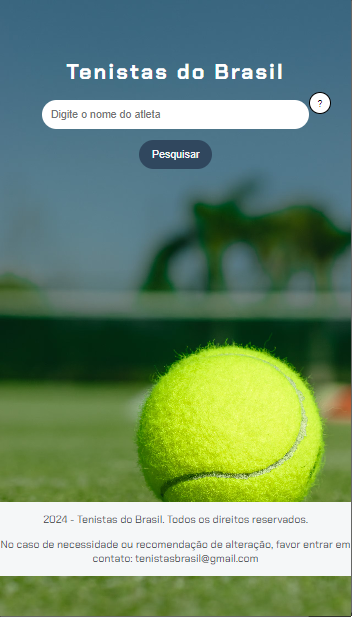 Tenistas do Brasil
Digite o nome do atleta
?
Pesquisar
2024 - Tenistas do Brasil. Todos os direitos reservados.
No caso de necessidade ou recomendação de alteração, favor entrar em
contato: tenistasbrasil@gmail.com